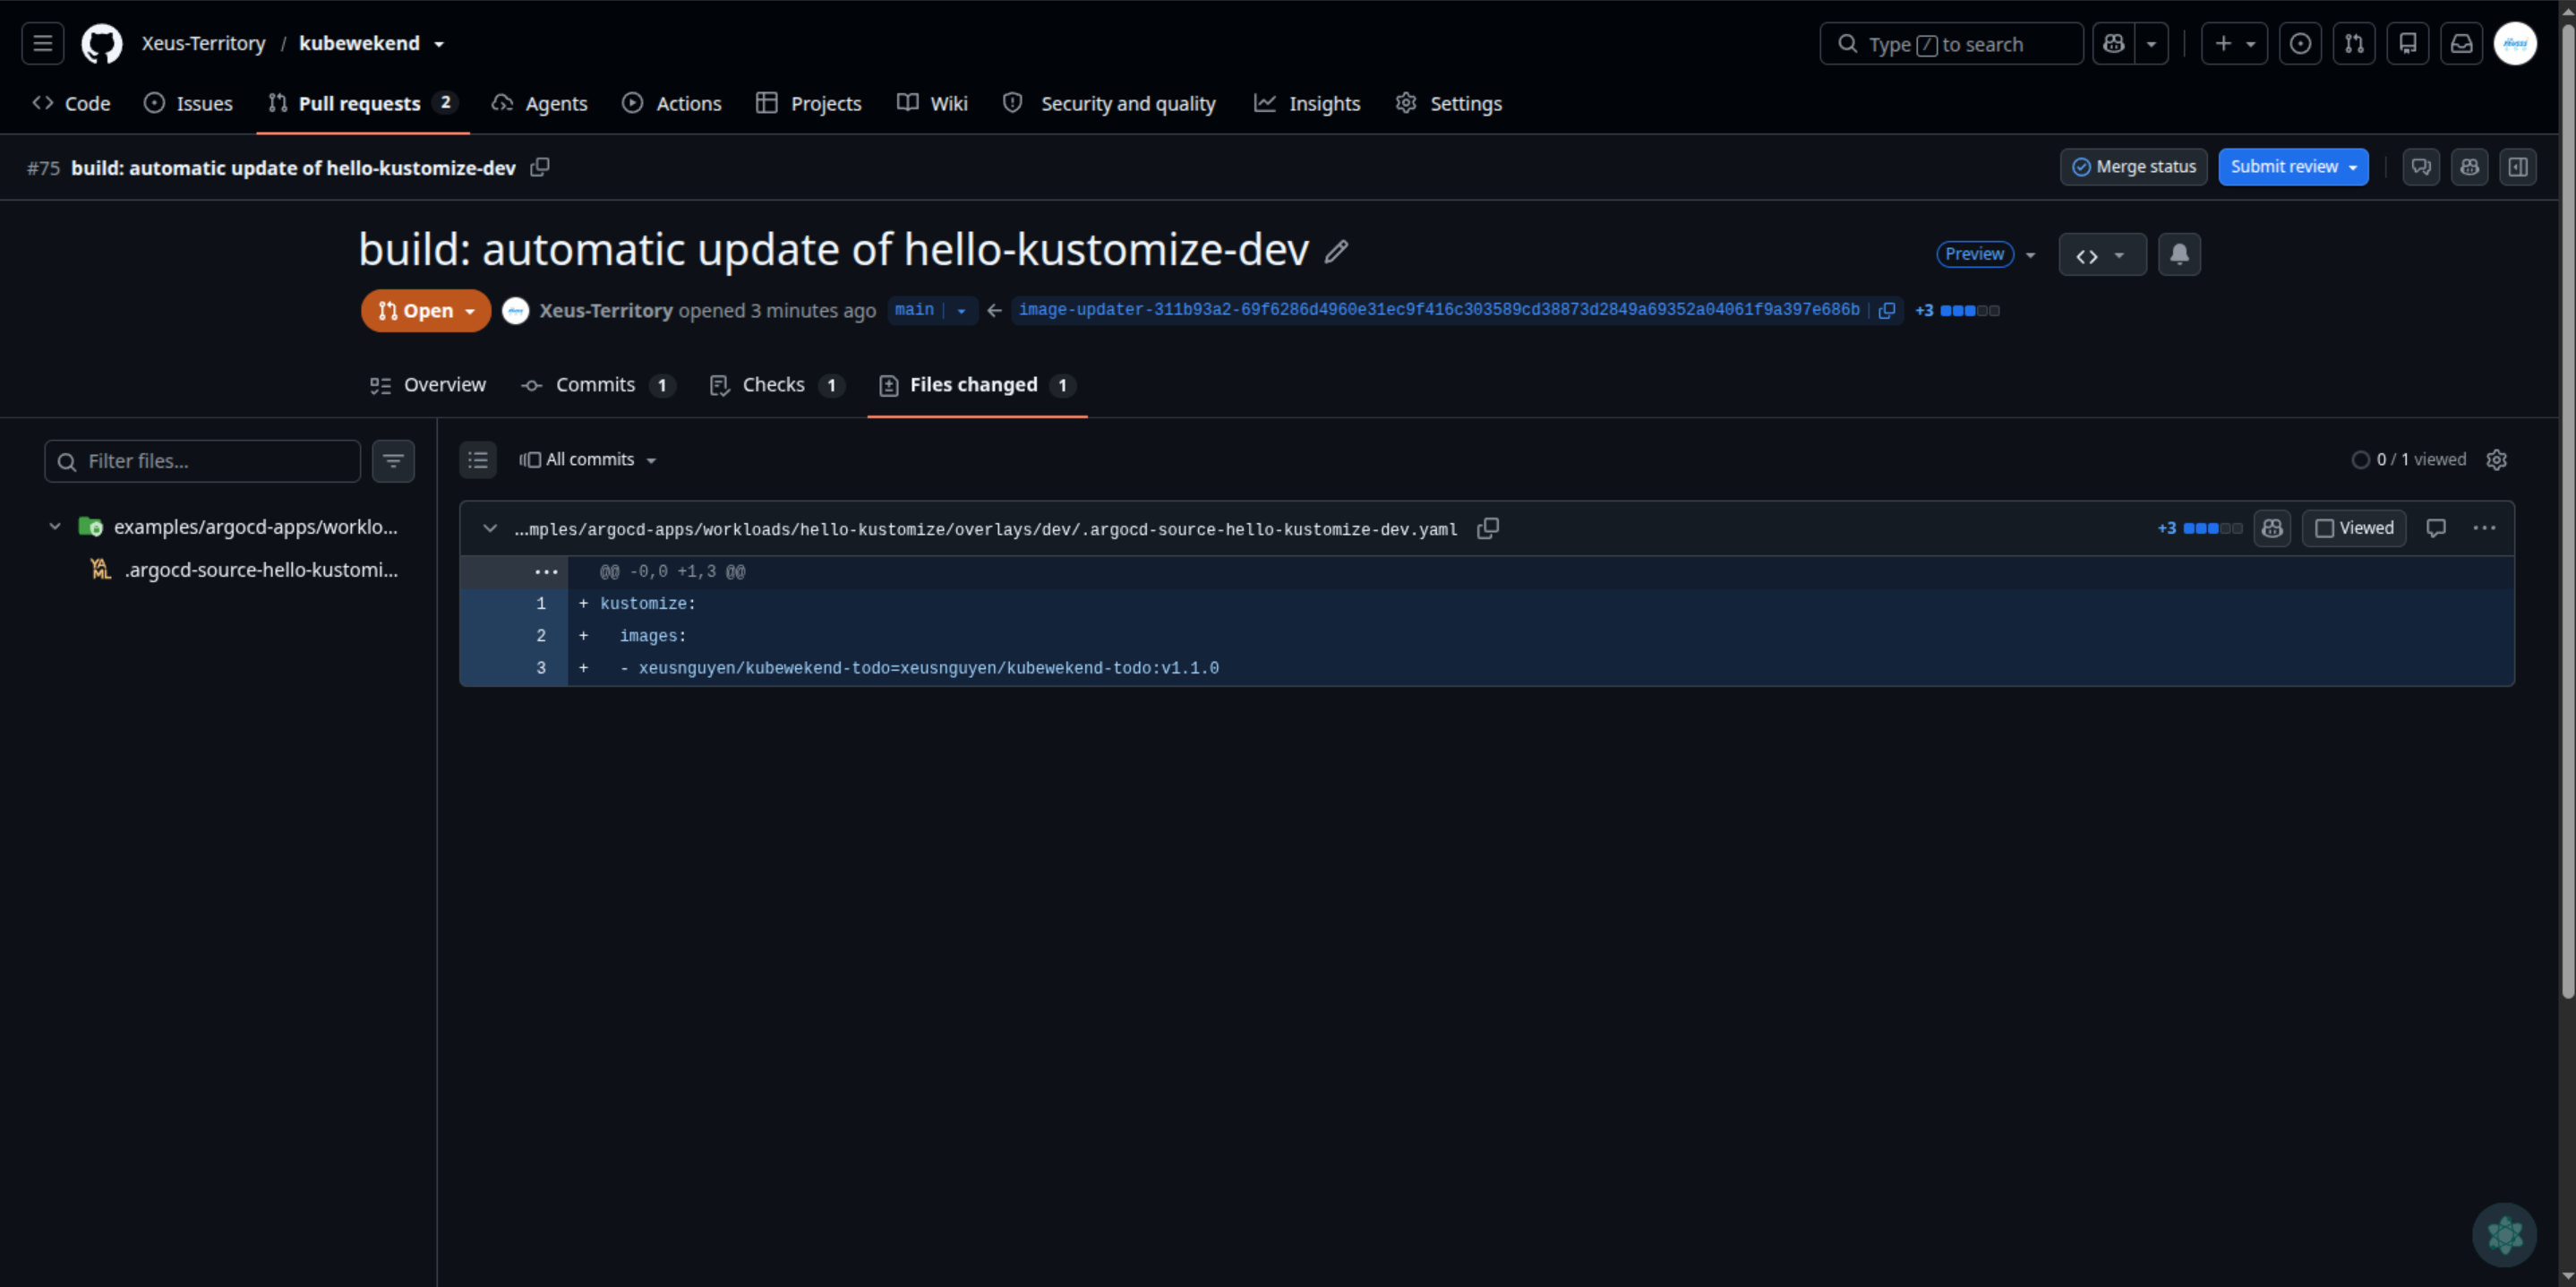 Xeus-Territory / kubewekend
Type / to search
Code Issues Pull requests 2 Agents Actions Projects Wiki Security and quality Insights Settings
#75 build: automatic update of hello-kustomize-dev
Merge status Submit review
build: automatic update of hello-kustomize-dev
Preview
Open Xeus-Territory opened 3 minutes ago main ← image-updater-311b93a2-69f6286d4960e31ec9f416c303589cd38873d2849a69352a04061f9a397e686b +3
Overview Commits 1 Checks 1 Files changed 1
Filter files...
All commits
0 / 1 viewed
examples/argocd-apps/worklo...
.argocd-source-hello-kustomi...
...mples/argocd-apps/workloads/hello-kustomize/overlays/dev/.argocd-source-hello-kustomize-dev.yaml
+3 Viewed
@@ -0,0 +1,3 @@
1 + kustomize:
2 + images:
3 + - xeusnguyen/kubewekend-todo=xeusnguyen/kubewekend-todo:v1.1.0